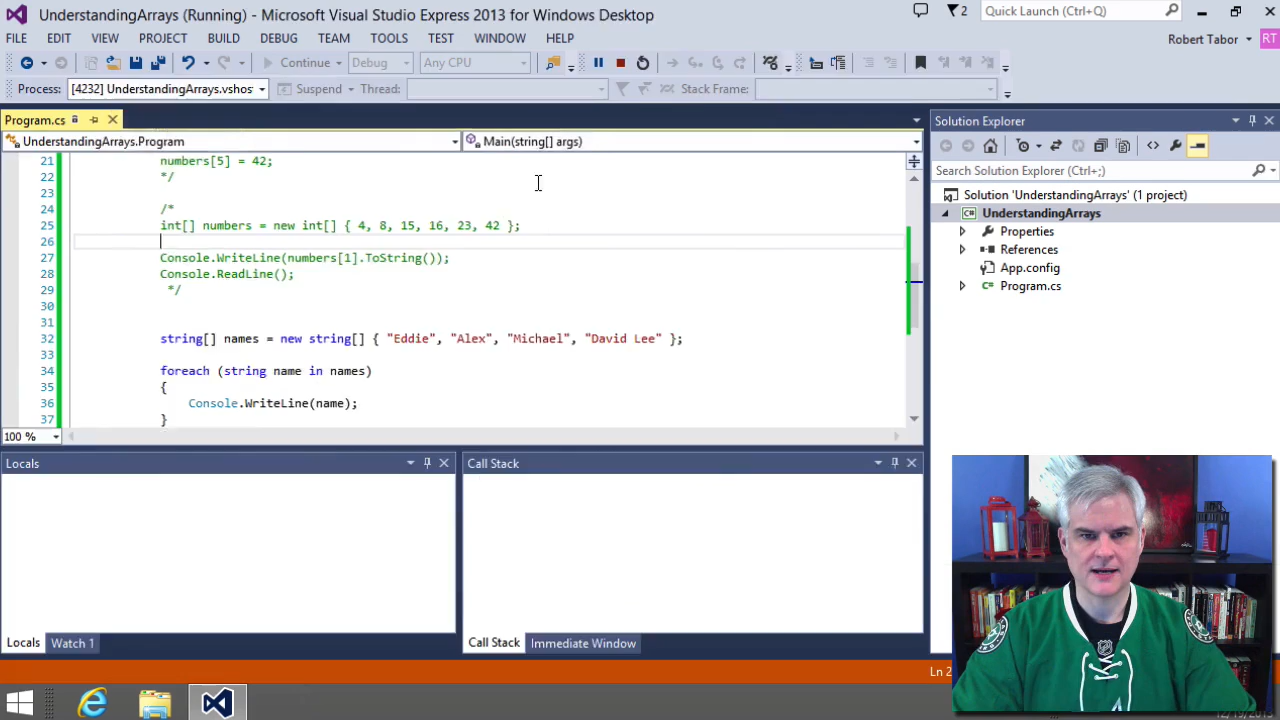 UnderstandingArrays (Running) - Microsoft Visual Studio Express 2013 for Windows Desktop
2
Quick Launch (Ctrl+Q)
FILE EDIT VIEW PROJECT BUILD DEBUG TEAM TOOLS TEST WINDOW HELP
Robert Tabor RT
Continue Debug Any CPU
Process: [4232] UnderstandingArrays.vshos Suspend Thread: Stack Frame:
Program.cs
UnderstandingArrays.Program
Main(string[] args)
21 numbers[5] = 42;
22 */
23
24 /*
25 int[] numbers = new int[] { 4, 8, 15, 16, 23, 42 };
26
27 Console.WriteLine(numbers[1].ToString());
28 Console.ReadLine();
29 */
30
31
32 string[] names = new string[] { "Eddie", "Alex", "Michael", "David Lee" };
33
34 foreach (string name in names)
35 {
36 Console.WriteLine(name);
37 }
100 %
Solution Explorer
Search Solution Explorer (Ctrl+;)
Solution 'UnderstandingArrays' (1 project)
UnderstandingArrays
Properties
References
App.config
Program.cs
Locals
Call Stack
Locals Watch 1
Call Stack Immediate Window
Ln 2
12/19/2013